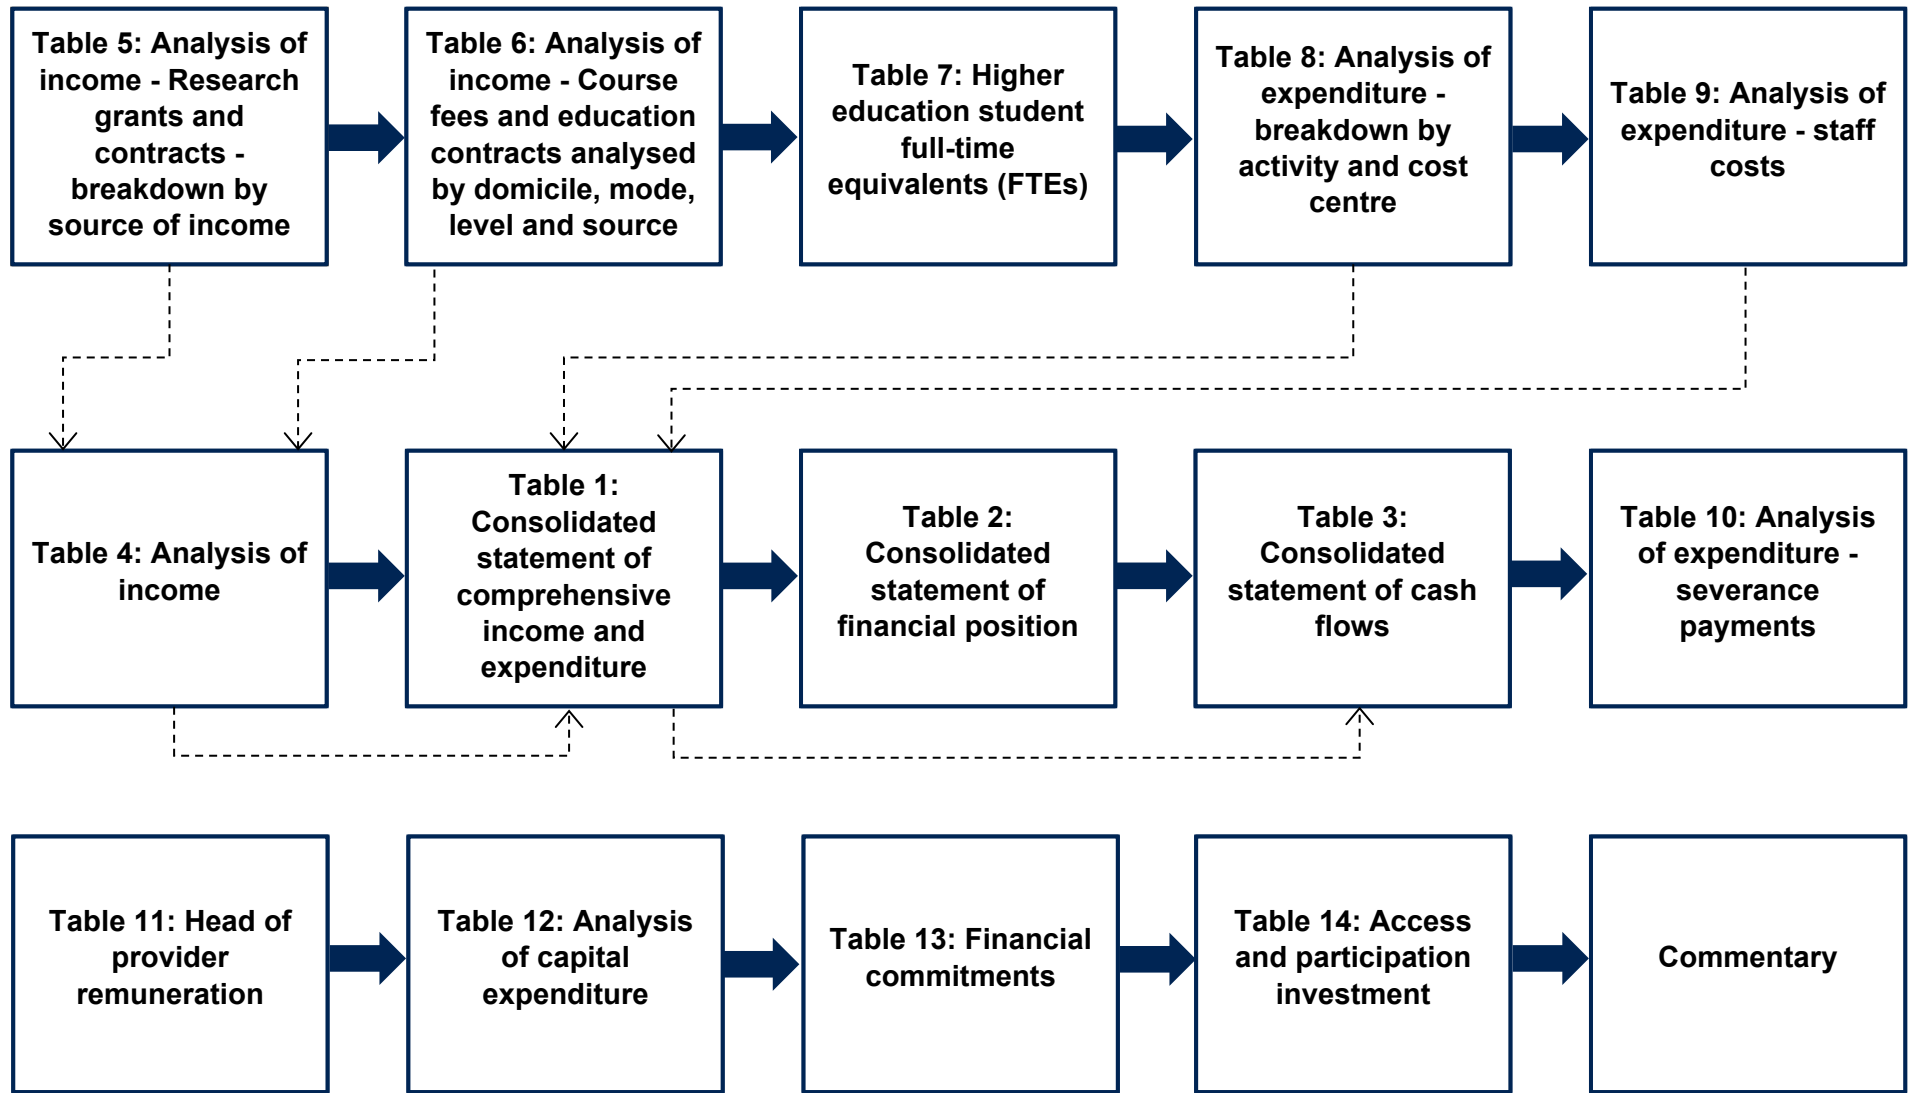 Table 5: Analysis of
income - Research
grants and
contracts -
breakdown by
source of income
Table 6: Analysis of
income - Course
fees and education
contracts analysed
by domicile, mode,
level and source
Table 7: Higher
education student
full-time
equivalents (FTEs)
Table 8: Analysis of
expenditure -
breakdown by
activity and cost
centre
Table 9: Analysis of
expenditure - staff
costs
Table 4: Analysis of
income
Table 1:
Consolidated
statement of
comprehensive
income and
expenditure
Table 2:
Consolidated
statement of
financial position
Table 3:
Consolidated
statement of cash
flows
Table 10: Analysis
of expenditure -
severance
payments
Table 11: Head of
provider
remuneration
Table 12: Analysis
of capital
expenditure
Table 13: Financial
commitments
Table 14: Access
and participation
investment
Commentary